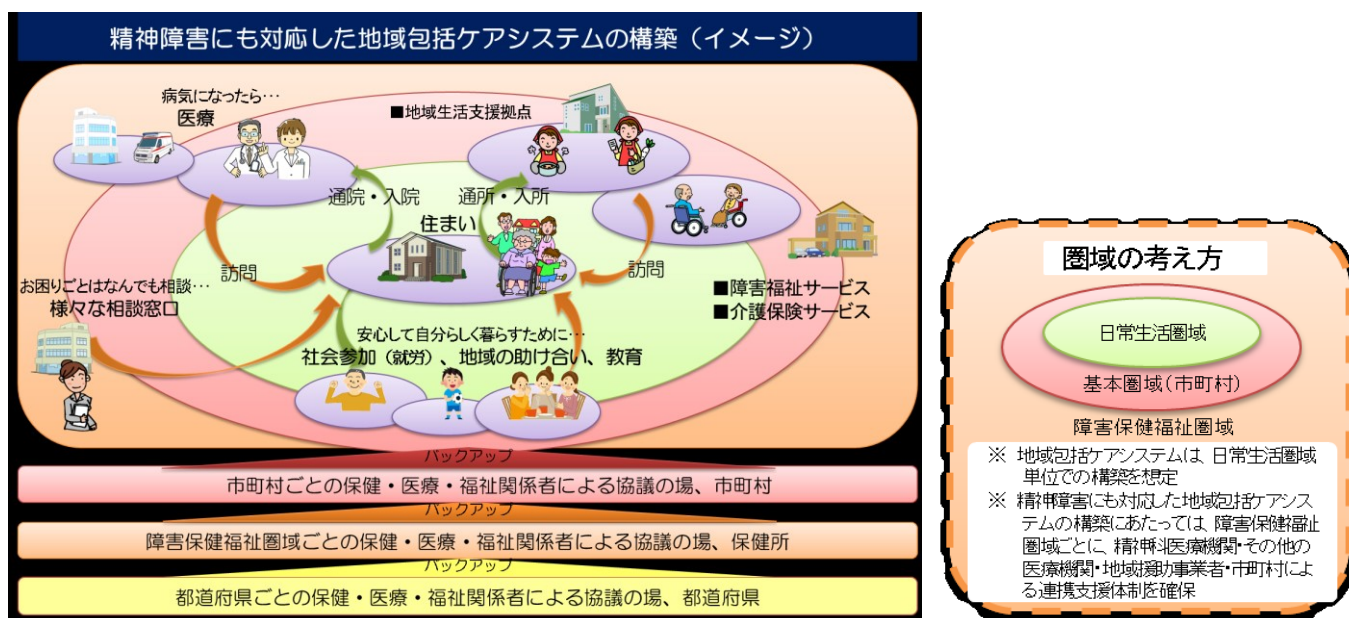 精神障害にも対応した地域包括ケアシステムの構築（イメージ）
病気になったら…
医療
■地域生活支援拠点
通院・入院
通所・入所
住まい
訪問
訪問
お困りごとはなんでも相談…
様々な相談窓口
■障害福祉サービス
■介護保険サービス
安心して自分らしく暮らすために…
社会参加（就労）、地域の助け合い、教育
バックアップ
市町村ごとの保健・医療・福祉関係者による協議の場、市町村
バックアップ
障害保健福祉圏域ごとの保健・医療・福祉関係者による協議の場、保健所
バックアップ
都道府県ごとの保健・医療・福祉関係者による協議の場、都道府県
圏域の考え方
日常生活圏域
基本圏域（市町村）
障害保健福祉圏域
※ 地域包括ケアシステムは、日常生活圏域
単位での構築を想定
※ 精神障害にも対応した地域包括ケアシス
テムの構築にあたっては、障害保健福祉
圏域ごとに、精神科医療機関・その他の
医療機関・地域援助事業者・市町村によ
る連携支援体制を確保